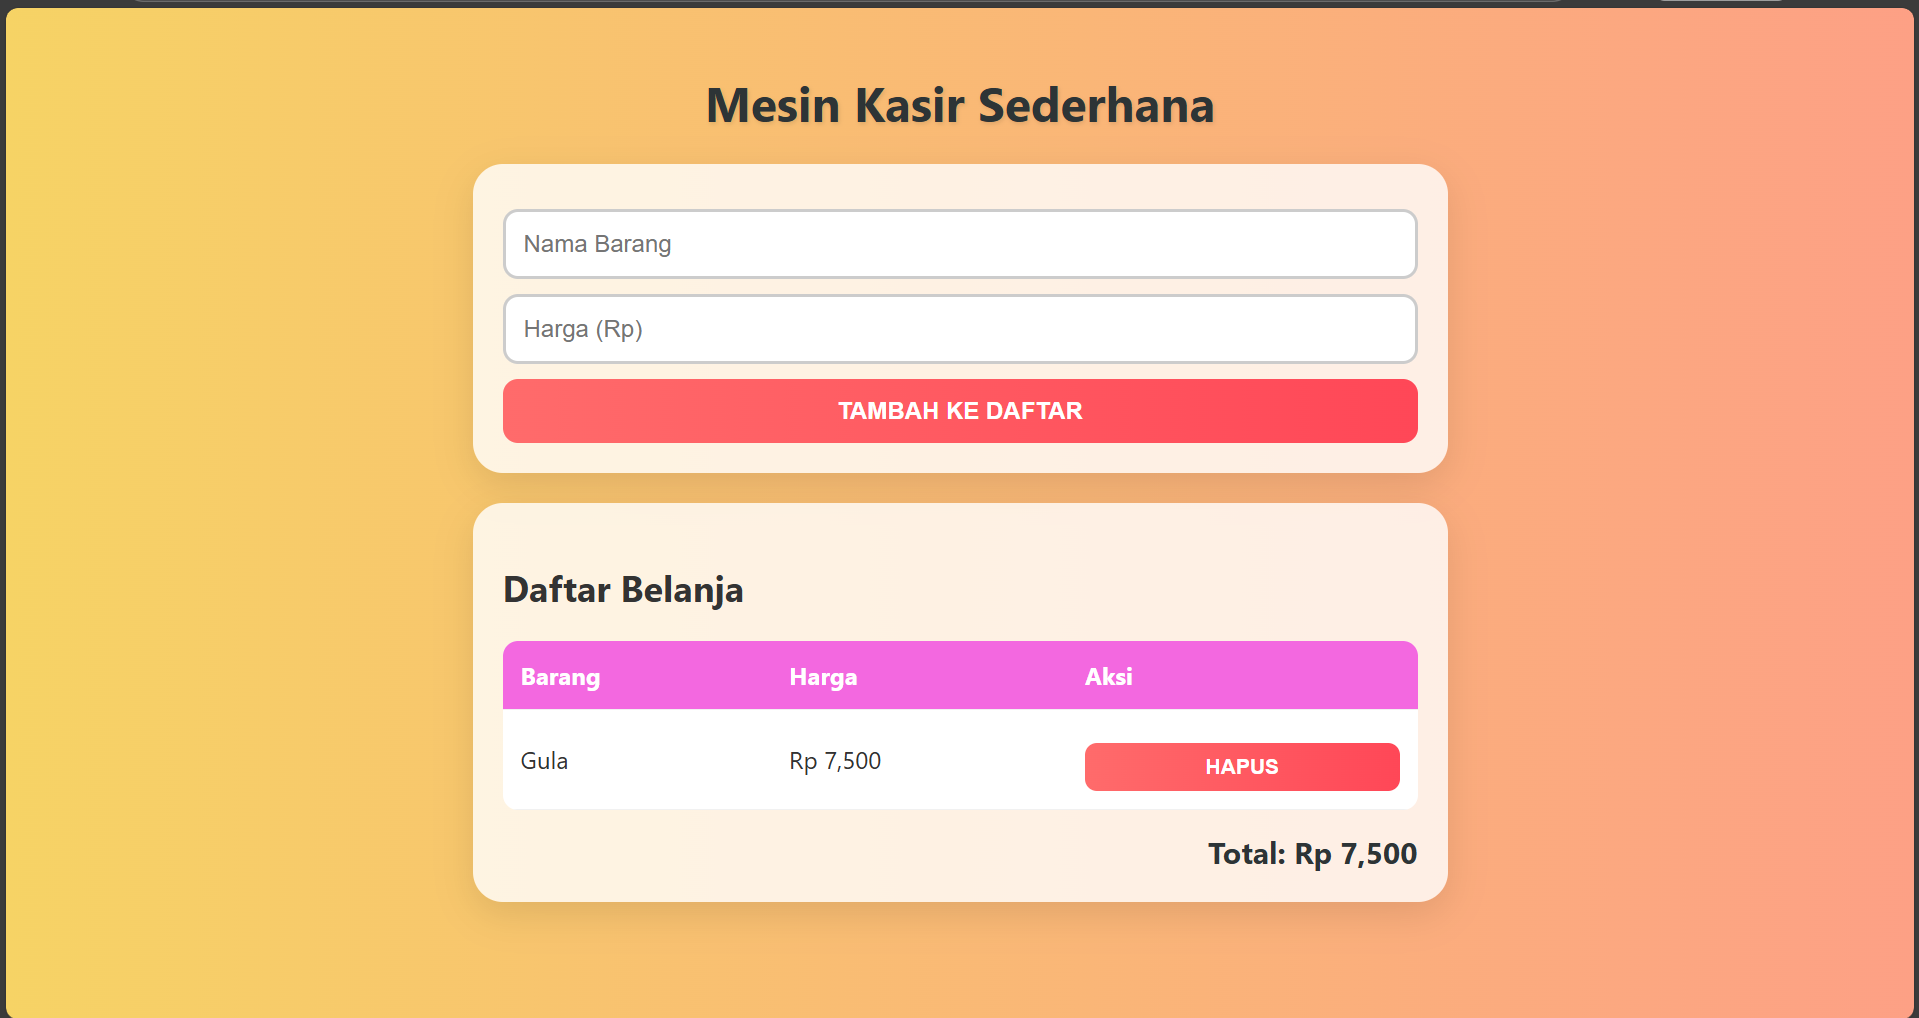 Mesin Kasir Sederhana
Nama Barang
Harga (Rp)
TAMBAH KE DAFTAR
Daftar Belanja
Barang Harga Aksi
Gula Rp 7,500 HAPUS
Total: Rp 7,500